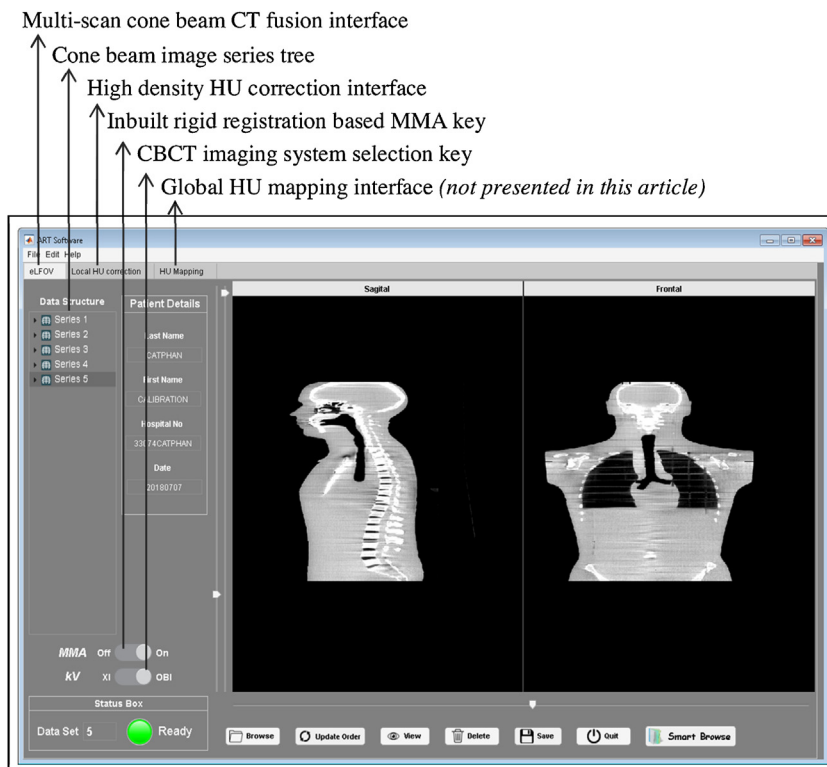 Multi-scan cone beam CT fusion interface
Cone beam image series tree
High density HU correction interface
Inbuilt rigid registration based MMA key
CBCT imaging system selection key
Global HU mapping interface (not presented in this article)
ART Software
File Edit Help
eLFOV Local HU correction HU Mapping
Data Structure
Series 1
Series 2
Series 3
Series 4
Series 5
Patient Details
Last Name
CATPHAN
First Name
CALIBRATION
Hospital No
33074CATPHAN
Date
20180707
Sagital
Frontal
MMA Off On
kV XI OBI
Status Box
Data Set 5 Ready
Browse Update Order View Delete Save Quit Smart Browse